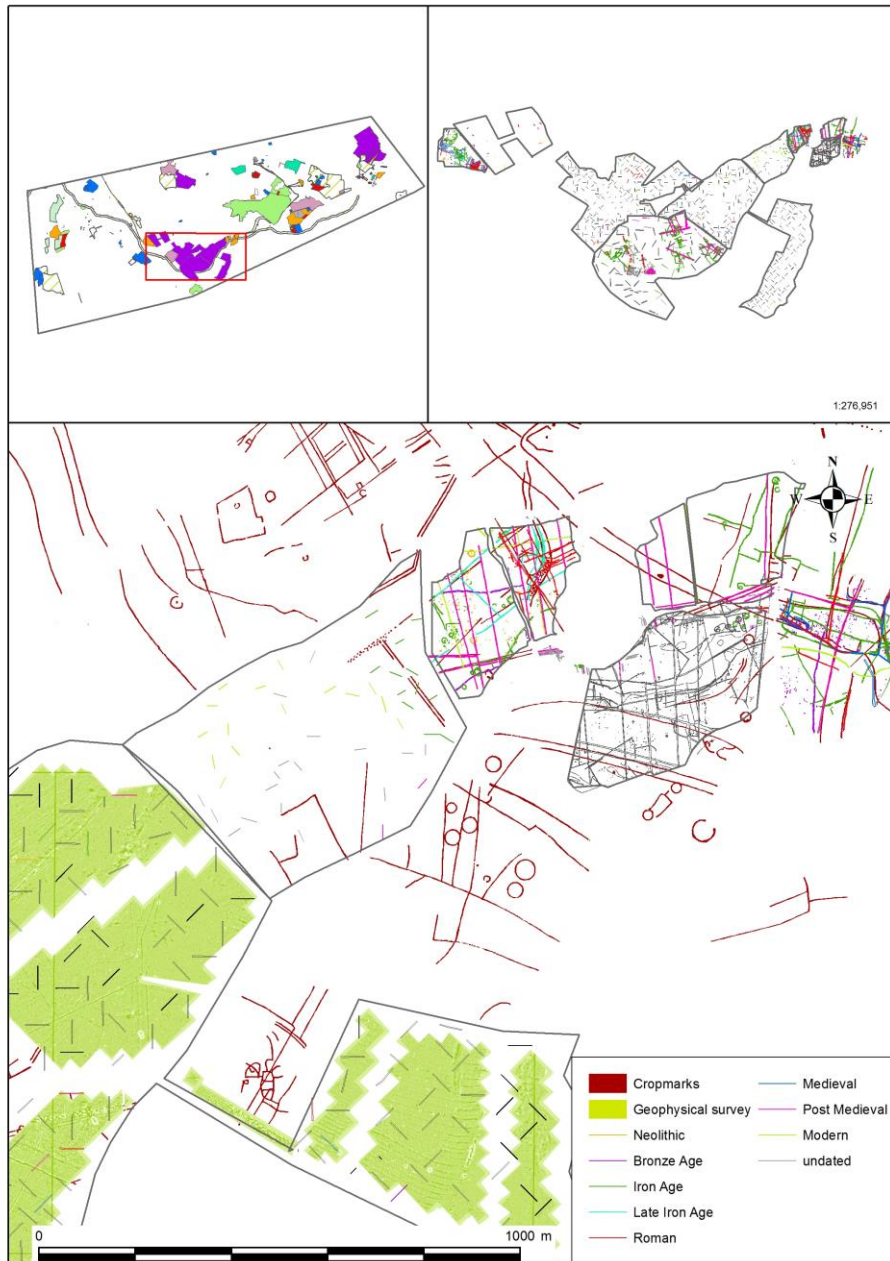 1:276,951
N
W E
S
Cropmarks
Geophysical survey
Neolithic
Bronze Age
Iron Age
Late Iron Age
Roman
Medieval
Post Medieval
Modern
undated
0 1000 m